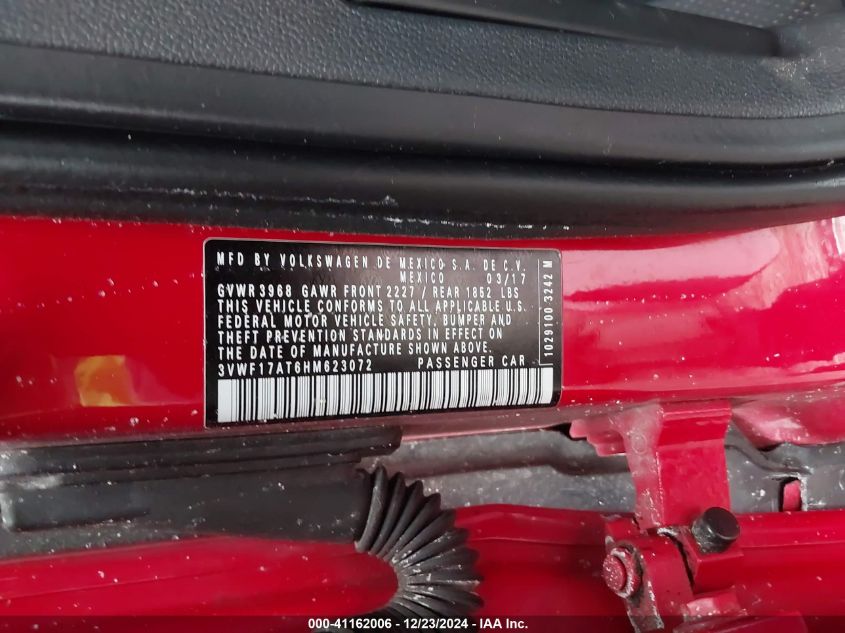 MFD BY VOLKSWAGEN DE MEXICO S.A. DE C.V.
MEXICO 03/17
GVWR 3968 GAWR FRONT 2227 / REAR 1852 LBS
THIS VEHICLE CONFORMS TO ALL APPLICABLE U.S.
FEDERAL MOTOR VEHICLE SAFETY, BUMPER AND
THEFT PREVENTION STANDARDS IN EFFECT ON
THE DATE OF MANUFACTURE SHOWN ABOVE.
3VWF17AT6HM623072 PASSENGER CAR
1029100 3242 M
000-41162006 - 12/23/2024 - IAA Inc.